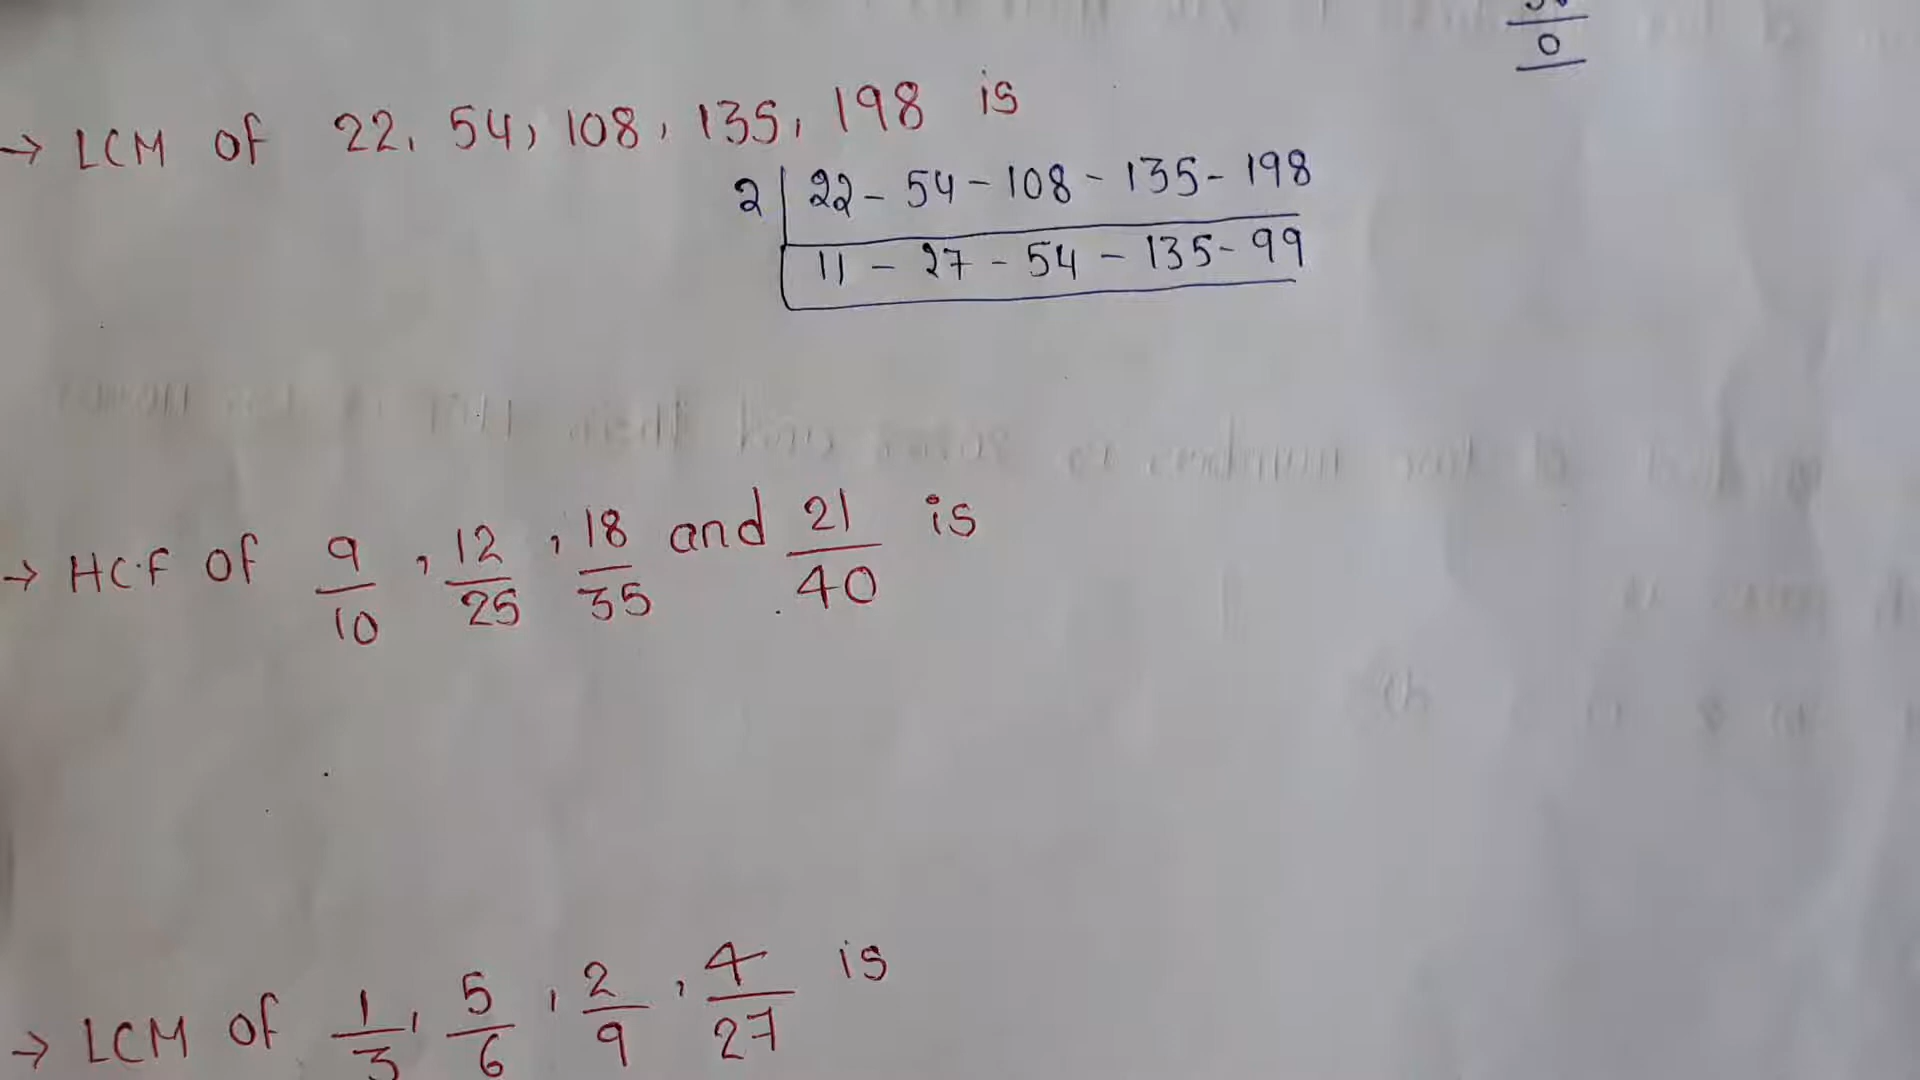 0
→ LCM of 22, 54, 108, 135, 198 is
2 | 22 - 54 - 108 - 135 - 198
11 - 27 - 54 - 135 - 99
→ H.C.F of 9/10, 12/25, 18/35 and 21/40 is
→ LCM of 1/3, 5/6, 2/9, 4/27 is